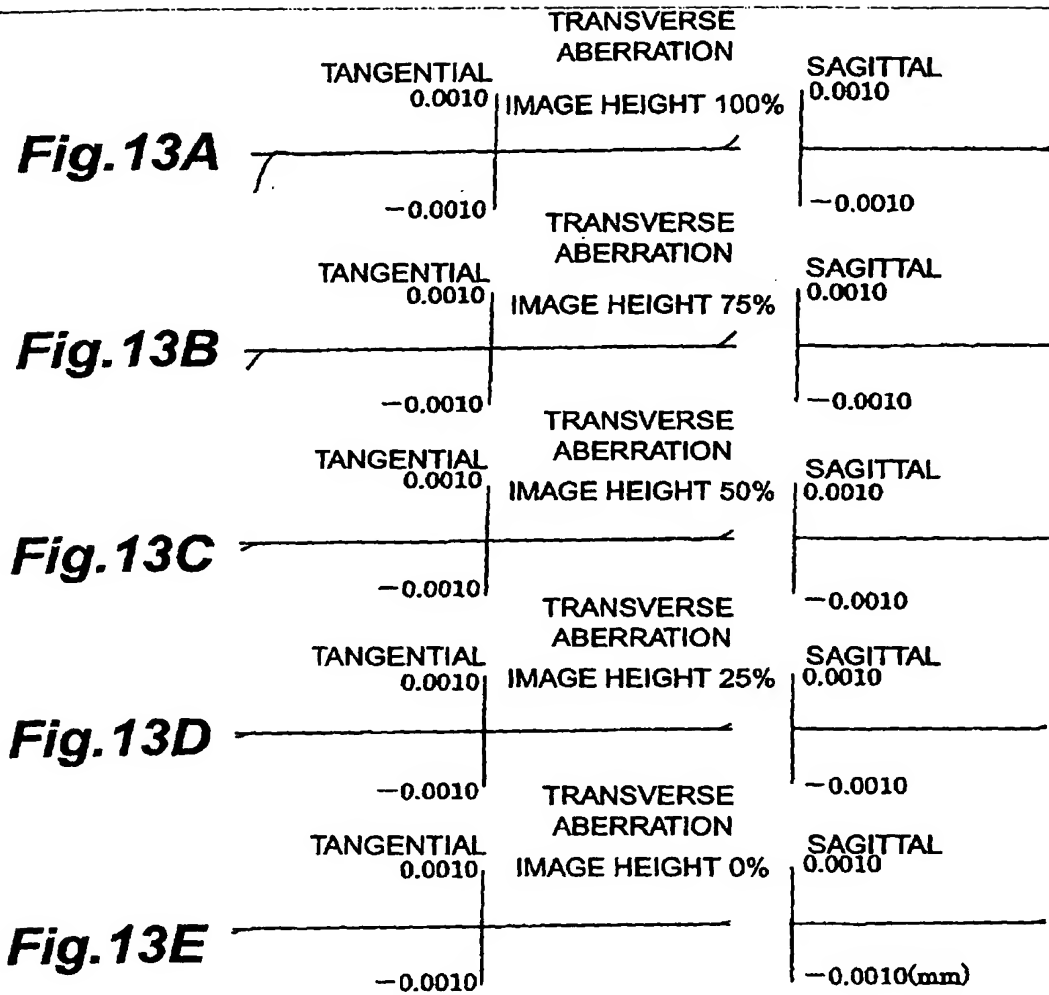 TRANSVERSE
ABERRATION
TANGENTIAL
0.0010
IMAGE HEIGHT 100%
SAGITTAL
0.0010
Fig.13A
−0.0010
−0.0010
TRANSVERSE
ABERRATION
TANGENTIAL
0.0010
IMAGE HEIGHT 75%
SAGITTAL
0.0010
Fig.13B
−0.0010
−0.0010
TRANSVERSE
ABERRATION
TANGENTIAL
0.0010
IMAGE HEIGHT 50%
SAGITTAL
0.0010
Fig.13C
−0.0010
−0.0010
TRANSVERSE
ABERRATION
TANGENTIAL
0.0010
IMAGE HEIGHT 25%
SAGITTAL
0.0010
Fig.13D
−0.0010
−0.0010
TRANSVERSE
ABERRATION
TANGENTIAL
0.0010
IMAGE HEIGHT 0%
SAGITTAL
0.0010
Fig.13E
−0.0010
−0.0010(mm)